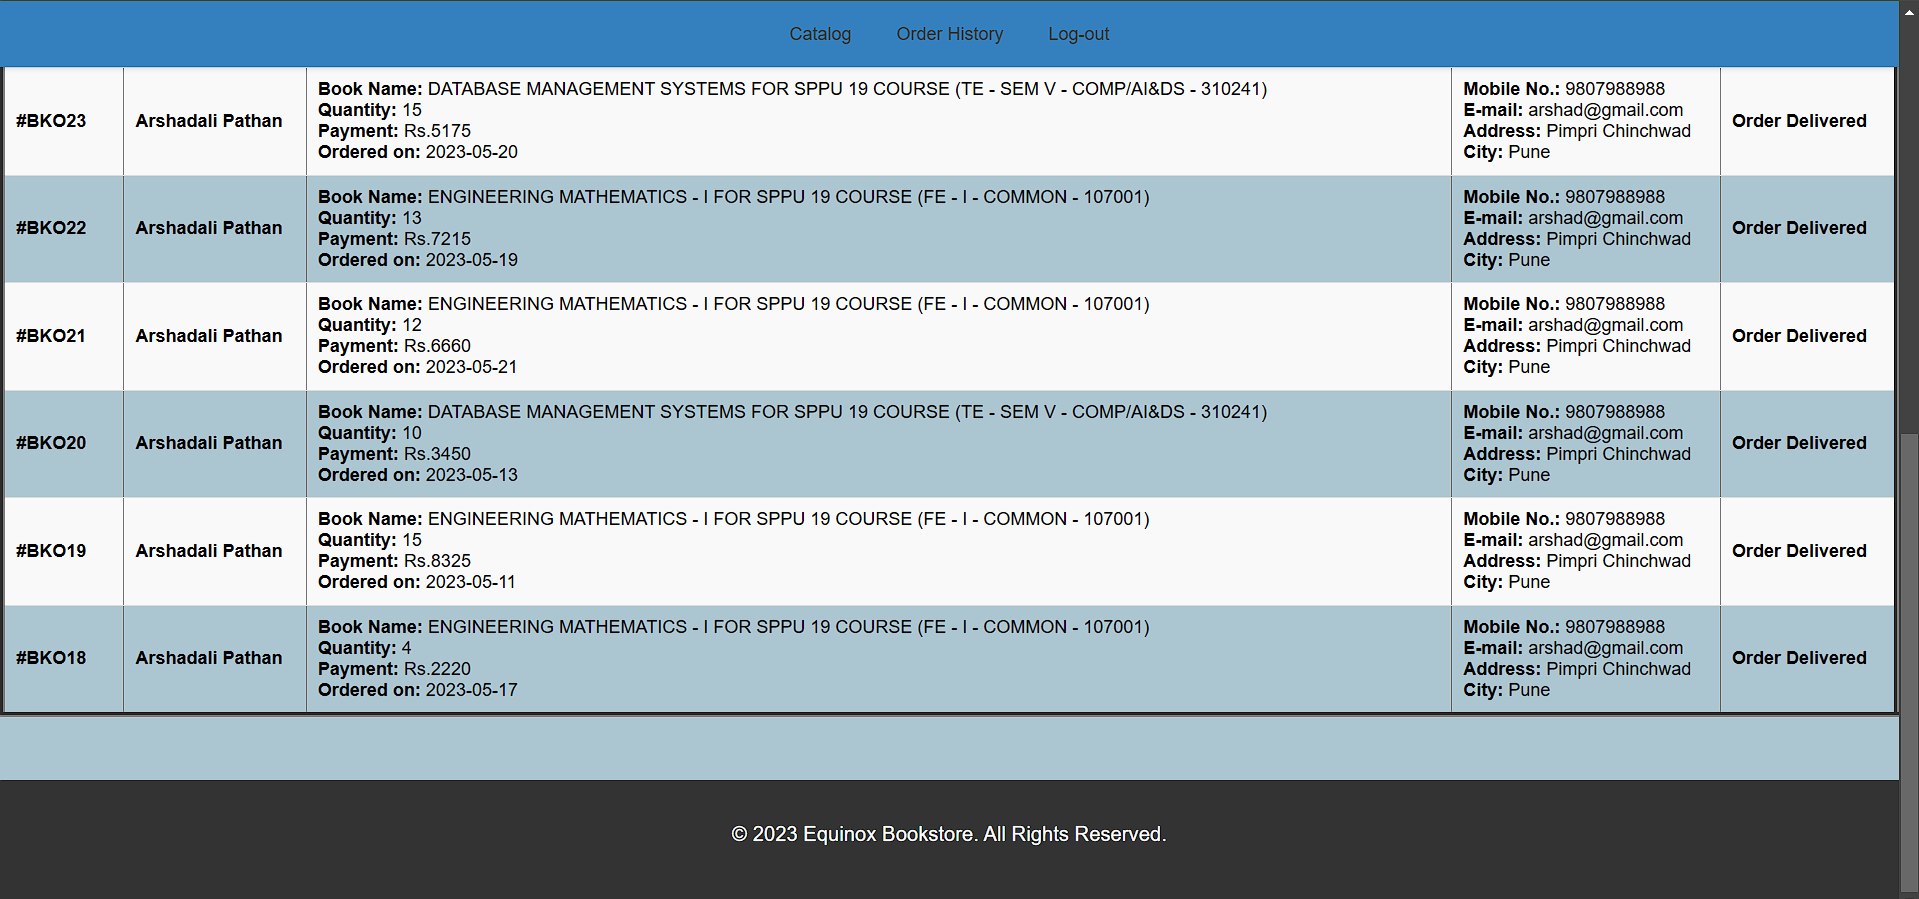 Catalog Order History Log-out
#BKO23
Arshadali Pathan
Book Name: DATABASE MANAGEMENT SYSTEMS FOR SPPU 19 COURSE (TE - SEM V - COMP/AI&DS - 310241)
Quantity: 15
Payment: Rs.5175
Ordered on: 2023-05-20
Mobile No.: 9807988988
E-mail: arshad@gmail.com
Address: Pimpri Chinchwad
City: Pune
Order Delivered
#BKO22
Arshadali Pathan
Book Name: ENGINEERING MATHEMATICS - I FOR SPPU 19 COURSE (FE - I - COMMON - 107001)
Quantity: 13
Payment: Rs.7215
Ordered on: 2023-05-19
Mobile No.: 9807988988
E-mail: arshad@gmail.com
Address: Pimpri Chinchwad
City: Pune
Order Delivered
#BKO21
Arshadali Pathan
Book Name: ENGINEERING MATHEMATICS - I FOR SPPU 19 COURSE (FE - I - COMMON - 107001)
Quantity: 12
Payment: Rs.6660
Ordered on: 2023-05-21
Mobile No.: 9807988988
E-mail: arshad@gmail.com
Address: Pimpri Chinchwad
City: Pune
Order Delivered
#BKO20
Arshadali Pathan
Book Name: DATABASE MANAGEMENT SYSTEMS FOR SPPU 19 COURSE (TE - SEM V - COMP/AI&DS - 310241)
Quantity: 10
Payment: Rs.3450
Ordered on: 2023-05-13
Mobile No.: 9807988988
E-mail: arshad@gmail.com
Address: Pimpri Chinchwad
City: Pune
Order Delivered
#BKO19
Arshadali Pathan
Book Name: ENGINEERING MATHEMATICS - I FOR SPPU 19 COURSE (FE - I - COMMON - 107001)
Quantity: 15
Payment: Rs.8325
Ordered on: 2023-05-11
Mobile No.: 9807988988
E-mail: arshad@gmail.com
Address: Pimpri Chinchwad
City: Pune
Order Delivered
#BKO18
Arshadali Pathan
Book Name: ENGINEERING MATHEMATICS - I FOR SPPU 19 COURSE (FE - I - COMMON - 107001)
Quantity: 4
Payment: Rs.2220
Ordered on: 2023-05-17
Mobile No.: 9807988988
E-mail: arshad@gmail.com
Address: Pimpri Chinchwad
City: Pune
Order Delivered
© 2023 Equinox Bookstore. All Rights Reserved.